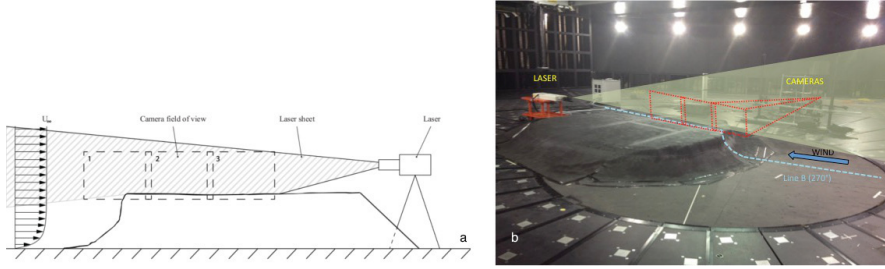 U∞
Camera field of view
Laser sheet
Laser
1
2
3
a
LASER
CAMERAS
WIND
Line B (270°)
b